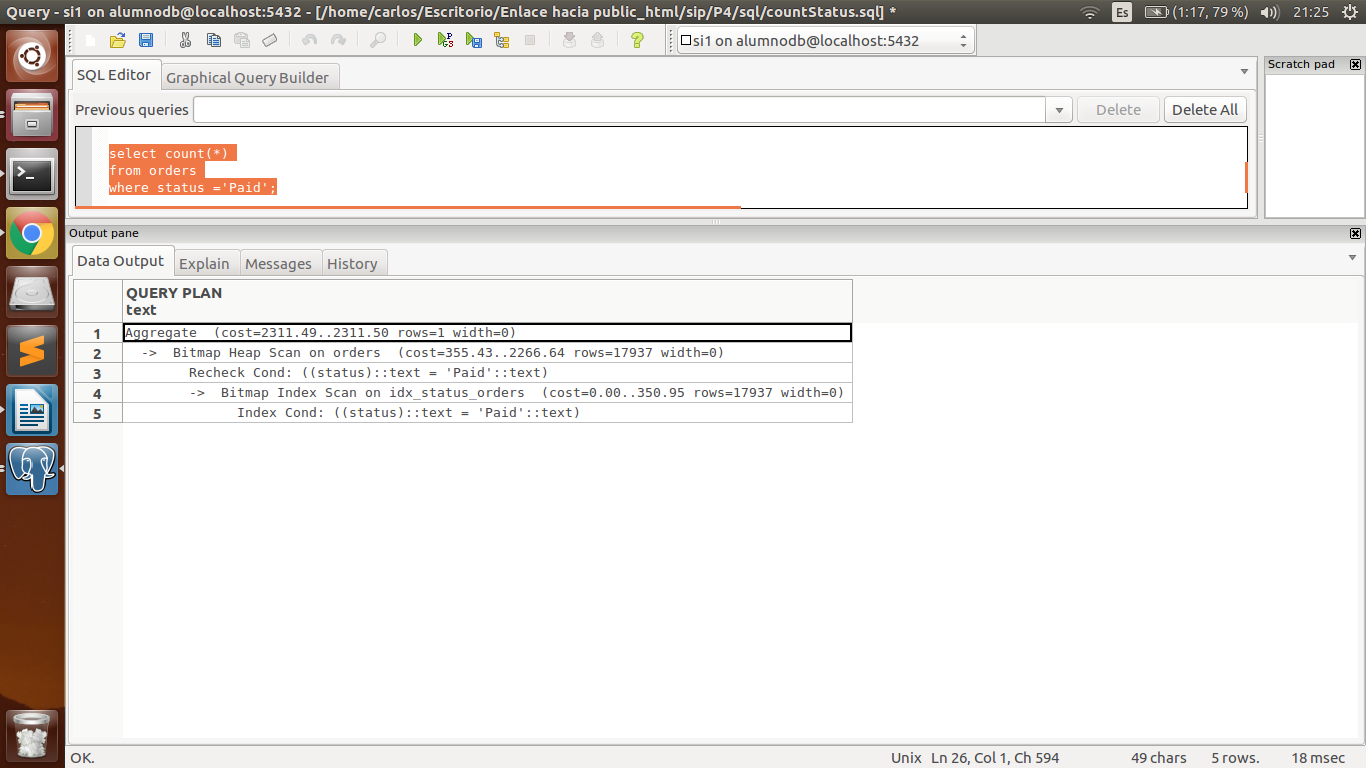 Query - si1 on alumnodb@localhost:5432 - [/home/carlos/Escritorio/Enlace hacia public_html/sip/P4/sql/countStatus.sql] *
Es
(1:17, 79 %)
21:25
si1 on alumnodb@localhost:5432
SQL Editor
Graphical Query Builder
Scratch pad
Previous queries
Delete
Delete All
select count(*)
from orders
where status ='Paid';
Output pane
Data Output
Explain
Messages
History
QUERY PLAN
text
1 Aggregate (cost=2311.49..2311.50 rows=1 width=0)
2 -> Bitmap Heap Scan on orders (cost=355.43..2266.64 rows=17937 width=0)
3 Recheck Cond: ((status)::text = 'Paid'::text)
4 -> Bitmap Index Scan on idx_status_orders (cost=0.00..350.95 rows=17937 width=0)
5 Index Cond: ((status)::text = 'Paid'::text)
OK.
Unix
Ln 26, Col 1, Ch 594
49 chars
5 rows.
18 msec